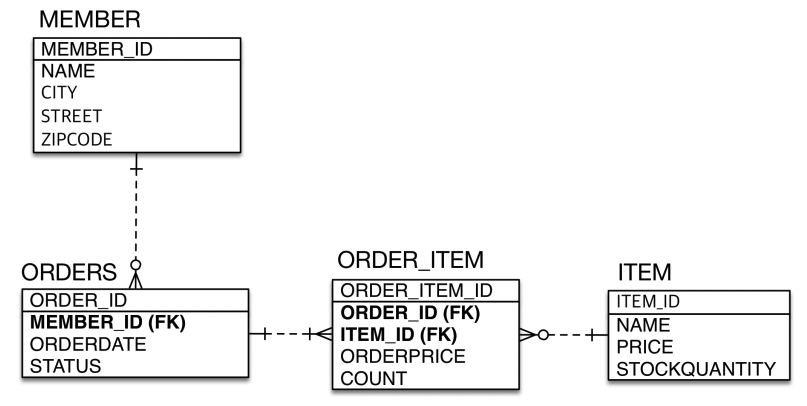 MEMBER
MEMBER_ID
NAME
CITY
STREET
ZIPCODE
ORDERS
ORDER_ID
MEMBER_ID (FK)
ORDERDATE
STATUS
ORDER_ITEM
ORDER_ITEM_ID
ORDER_ID (FK)
ITEM_ID (FK)
ORDERPRICE
COUNT
ITEM
ITEM_ID
NAME
PRICE
STOCKQUANTITY